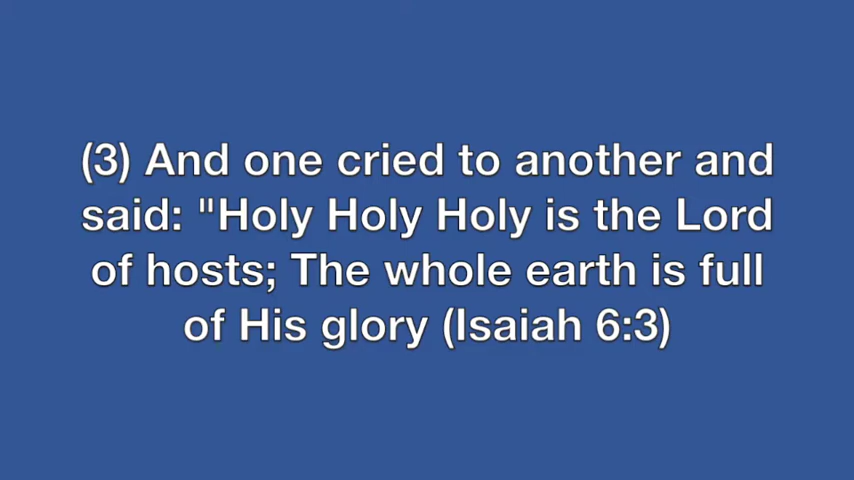 (3) And one cried to another and
said: "Holy Holy Holy is the Lord
of hosts; The whole earth is full
of His glory (Isaiah 6:3)